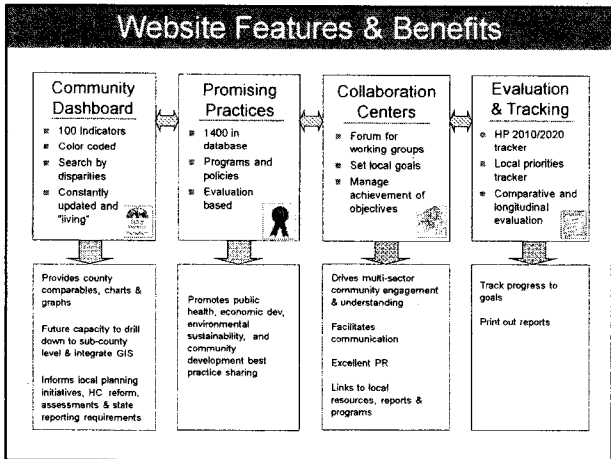 Website Features & Benefits
Community
Dashboard
100 Indicators
Color coded
Search by
disparities
Constantly
updated and
"living"
Promising
Practices
1400 in
database
Programs and
policies
Evaluation
based
Collaboration
Centers
Forum for
working groups
Set local goals
Manage
achievement of
objectives
Evaluation
& Tracking
HP 2010/2020
tracker
Local priorities
tracker
Comparative and
longitudinal
evaluation
Provides county
comparables, charts &
graphs
Future capacity to drill
down to sub-county
level & integrate GIS
Informs local planning
initiatives, HC reform,
assessments & state
reporting requirements
Promotes public
health, economic dev,
environmental
sustainability, and
community
development best
practice sharing
Drives multi-sector
community engagement
& understanding
Facilitates
communication
Excellent PR
Links to local
resources, reports &
programs
Track progress to
goals
Print out reports